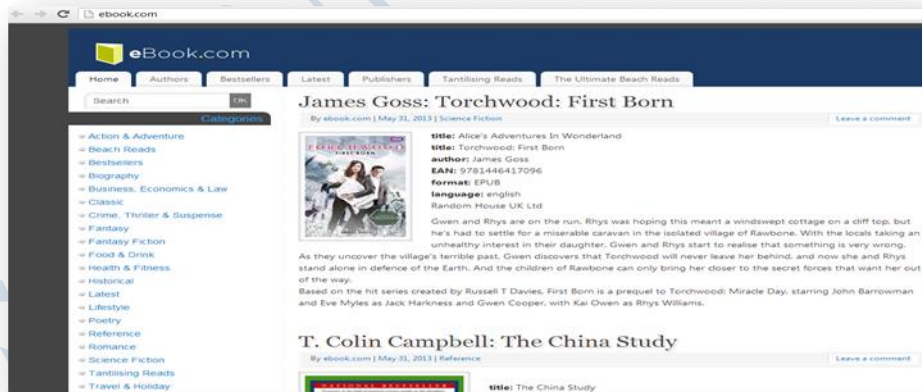 ebook.com
eBook.com
Home Authors Bestsellers Latest Publishers Tantilising Reads The Ultimate Beach Reads
Search OK
Categories
Action & Adventure
Beach Reads
Bestsellers
Biography
Business, Economics & Law
Classic
Crime, Thriller & Suspense
Fantasy
Fantasy Fiction
Food & Drink
Health & Fitness
Historical
Latest
Lifestyle
Poetry
Reference
Romance
Science Fiction
Tantilising Reads
Travel & Holiday
James Goss: Torchwood: First Born
By ebook.com | May 31, 2013 | Science Fiction
Leave a comment
TORCHWOOD
FIRST BORN
title: Alice's Adventures In Wonderland
title: Torchwood: First Born
author: James Goss
EAN: 9781446417096
format: EPUB
language: english
Random House UK Ltd
Gwen and Rhys are on the run. Rhys was hoping this meant a windswept cottage on a cliff top, but
he's had to settle for a miserable caravan in the isolated village of Rawbone. With the locals taking an
unhealthy interest in their daughter, Gwen and Rhys start to realise that something is very wrong.
As they uncover the village's terrible past, Gwen discovers that Torchwood will never leave her behind, and now she and Rhys
stand alone in defence of the Earth. And the children of Rawbone can only bring her closer to the secret forces that want her out
of the way.
Based on the hit series created by Russell T Davies, First Born is a prequel to Torchwood: Miracle Day, starring John Barrowman
and Eve Myles as Jack Harkness and Gwen Cooper, with Kai Owen as Rhys Williams.
T. Colin Campbell: The China Study
By ebook.com | May 31, 2013 | Reference
Leave a comment
NATIONAL BESTSELLER
title: The China Study